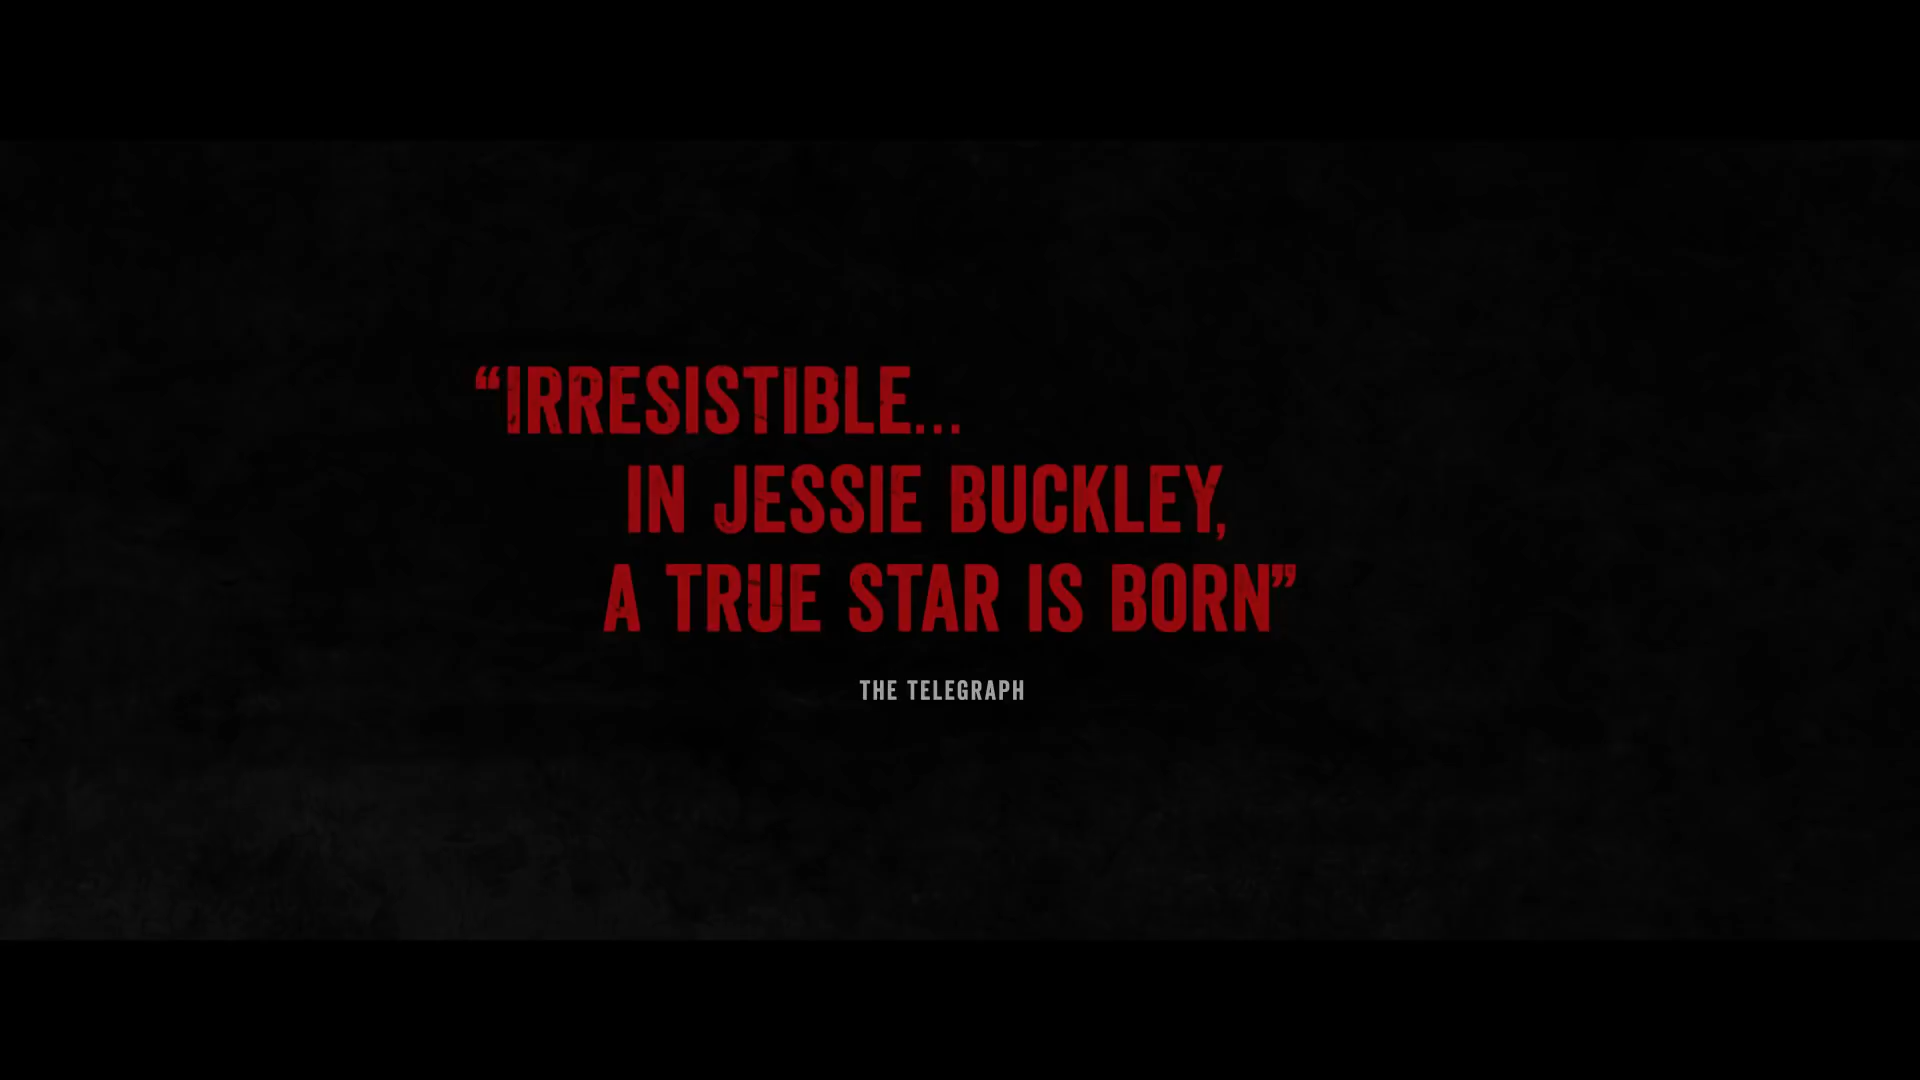 “IRRESISTIBLE...
IN JESSIE BUCKLEY,
A TRUE STAR IS BORN”
THE TELEGRAPH